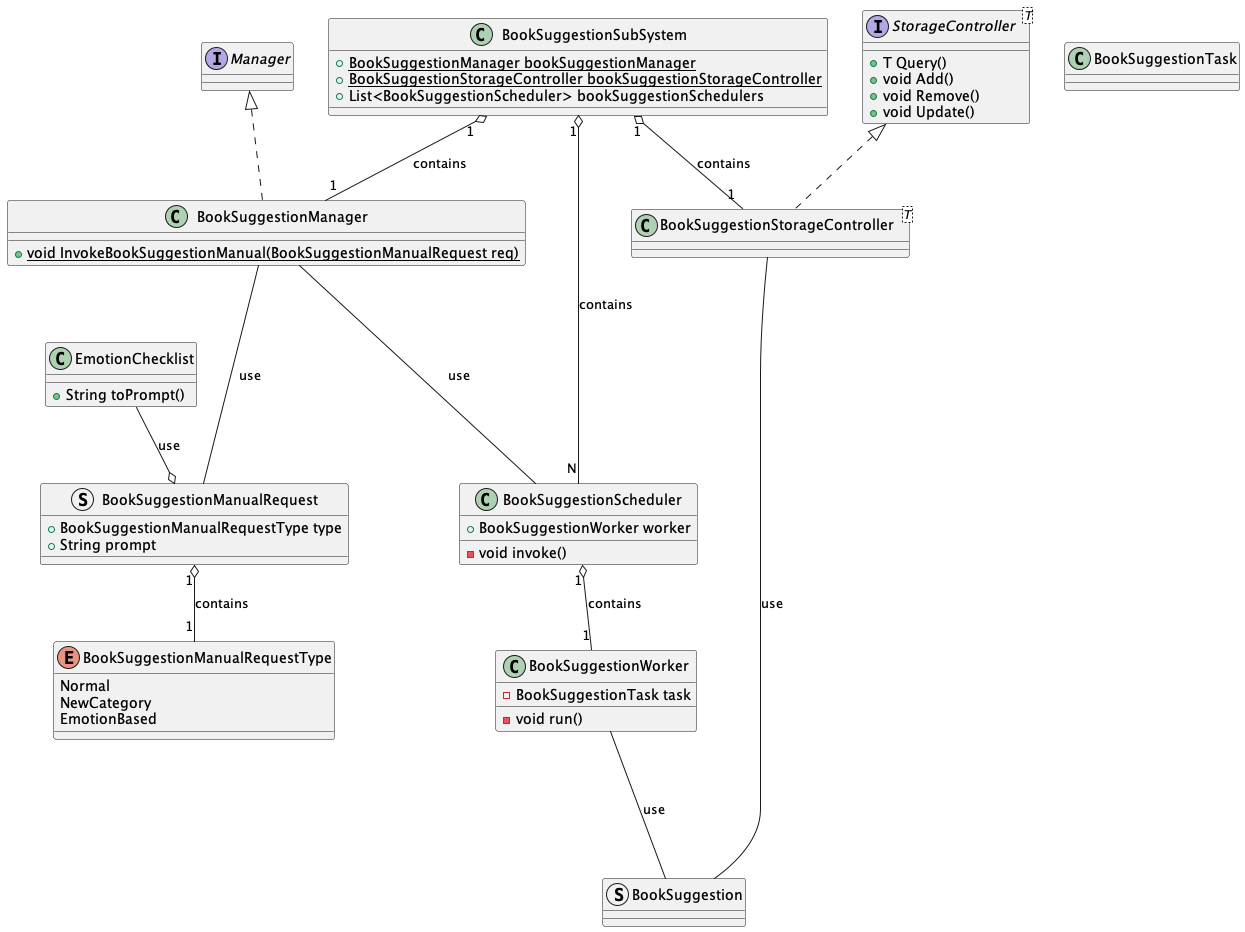 I Manager
C BookSuggestionSubSystem
BookSuggestionManager bookSuggestionManager
BookSuggestionStorageController bookSuggestionStorageController
List<BookSuggestionScheduler> bookSuggestionSchedulers
I StorageController T
T Query()
void Add()
void Remove()
void Update()
C BookSuggestionTask
1
1
1
contains
contains
1
1
C BookSuggestionManager
void InvokeBookSuggestionManual(BookSuggestionManualRequest req)
C BookSuggestionStorageController T
contains
C EmotionChecklist
String toPrompt()
use
use
use
N
S BookSuggestionManualRequest
BookSuggestionManualRequestType type
String prompt
C BookSuggestionScheduler
BookSuggestionWorker worker
void invoke()
1
contains
1
1
contains
1
use
E BookSuggestionManualRequestType
Normal
NewCategory
EmotionBased
C BookSuggestionWorker
BookSuggestionTask task
void run()
use
S BookSuggestion